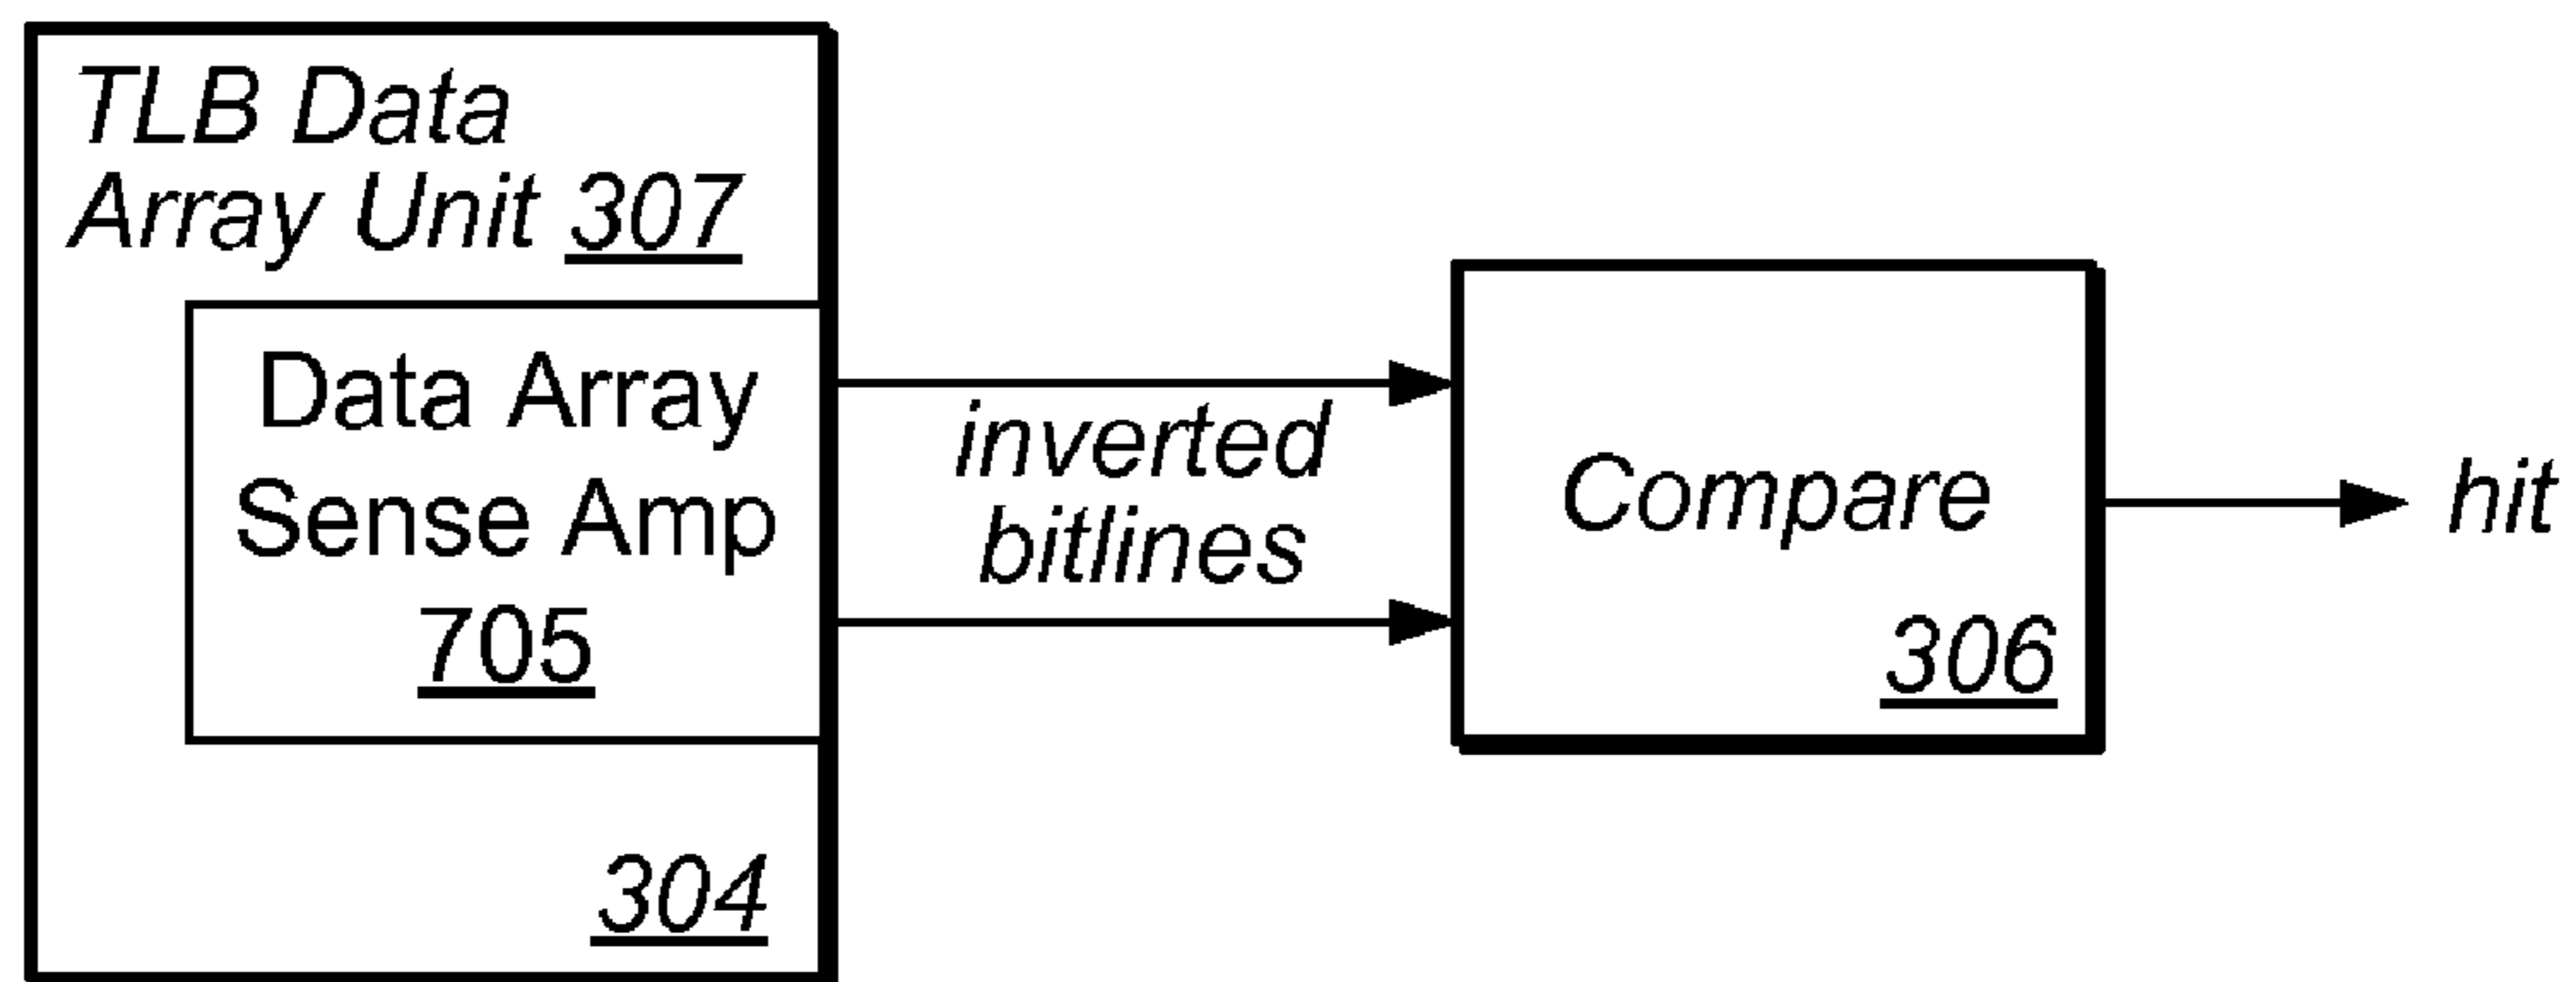 TLB Data
Array Unit 307
Data Array
Sense Amp
705
304
inverted
bitlines
Compare
306
hit